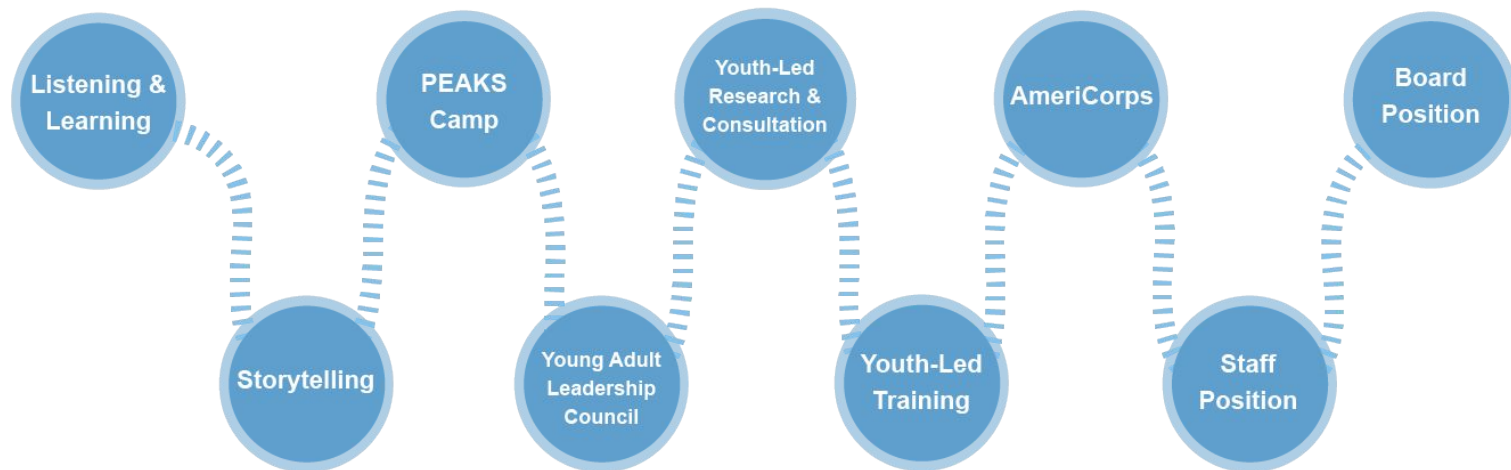 Listening &
Learning
Storytelling
PEAKS
Camp
Young Adult
Leadership
Council
Youth-Led
Research &
Consultation
Youth-Led
Training
AmeriCorps
Staff
Position
Board
Position